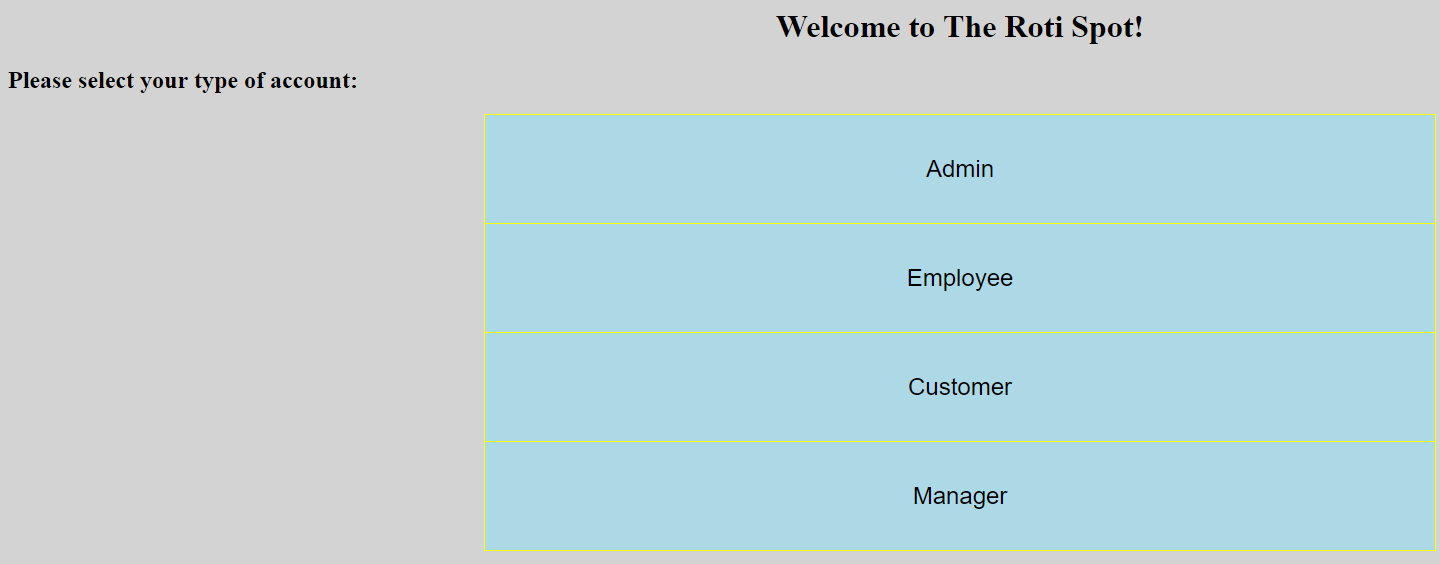 Welcome to The Roti Spot!
Please select your type of account:
Admin
Employee
Customer
Manager